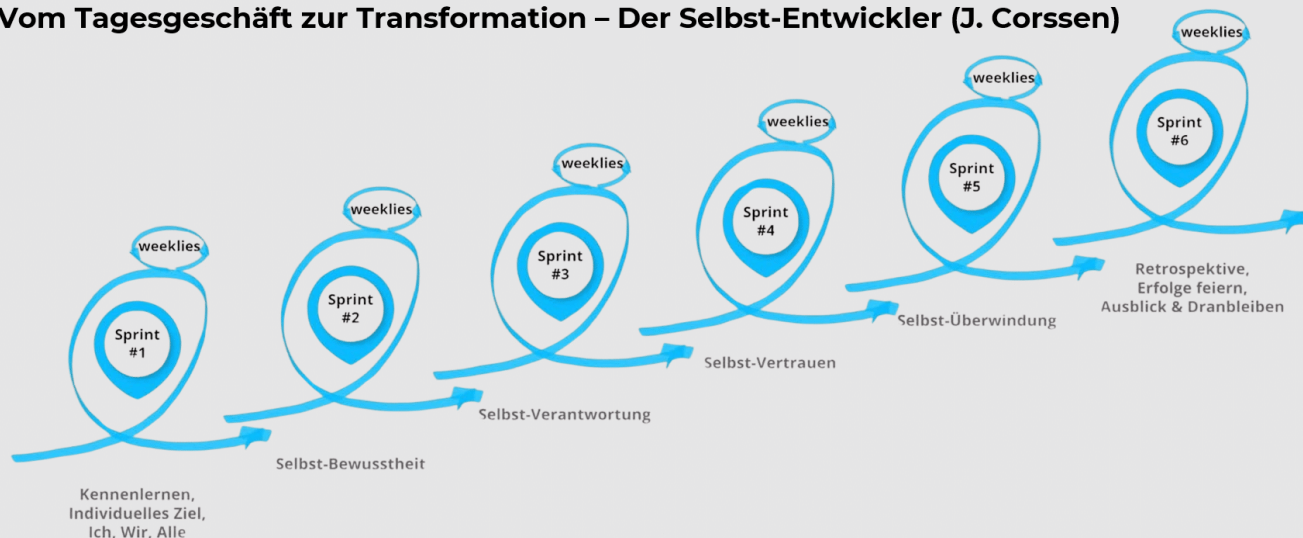 Vom Tagesgeschäft zur Transformation – Der Selbst-Entwickler (J. Corssen)
weeklies
Sprint
#1
Kennenlernen,
Individuelles Ziel,
Ich, Wir, Alle
weeklies
Sprint
#2
Selbst-Bewusstheit
weeklies
Sprint
#3
Selbst-Verantwortung
weeklies
Sprint
#4
Selbst-Vertrauen
weeklies
Sprint
#5
Selbst-Überwindung
weeklies
Sprint
#6
Retrospektive,
Erfolge feiern,
Ausblick & Dranbleiben